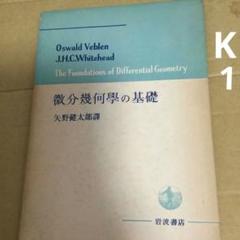 Oswald Veblen
J.H.C.Whitehead
The Foundations of Differential Geometry
微分幾何學の基礎
矢野健太郎譯
岩波書店
K
1